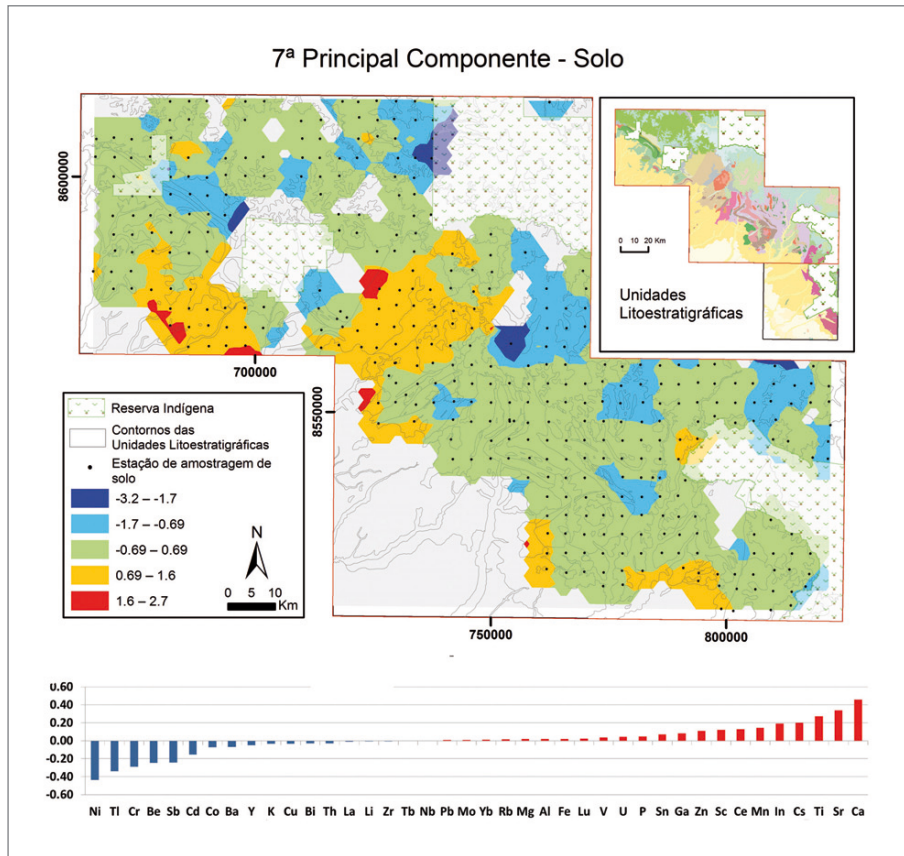 7ª Principal Componente - Solo
8600000
0 10 20 Km
Unidades
Litoestratigráficas
700000
8550000
Reserva Indígena
Contornos das
Unidades Litoestratigráficas
Estação de amostragem de
solo
-3.2 – -1.7
-1.7 – -0.69
-0.69 – 0.69
0.69 – 1.6
1.6 – 2.7
N
0 5 10
Km
750000
800000
0.60
0.40
0.20
0.00
-0.20
-0.40
-0.60
Ni Tl Cr Be Sb Cd Co Ba Y K Cu Bi Th La Li Zr Tb Nb Pb Mo Yb Rb Mg Al Fe Lu V U P Sn Ga Zn Sc Ce Mn In Cs Ti Sr Ca